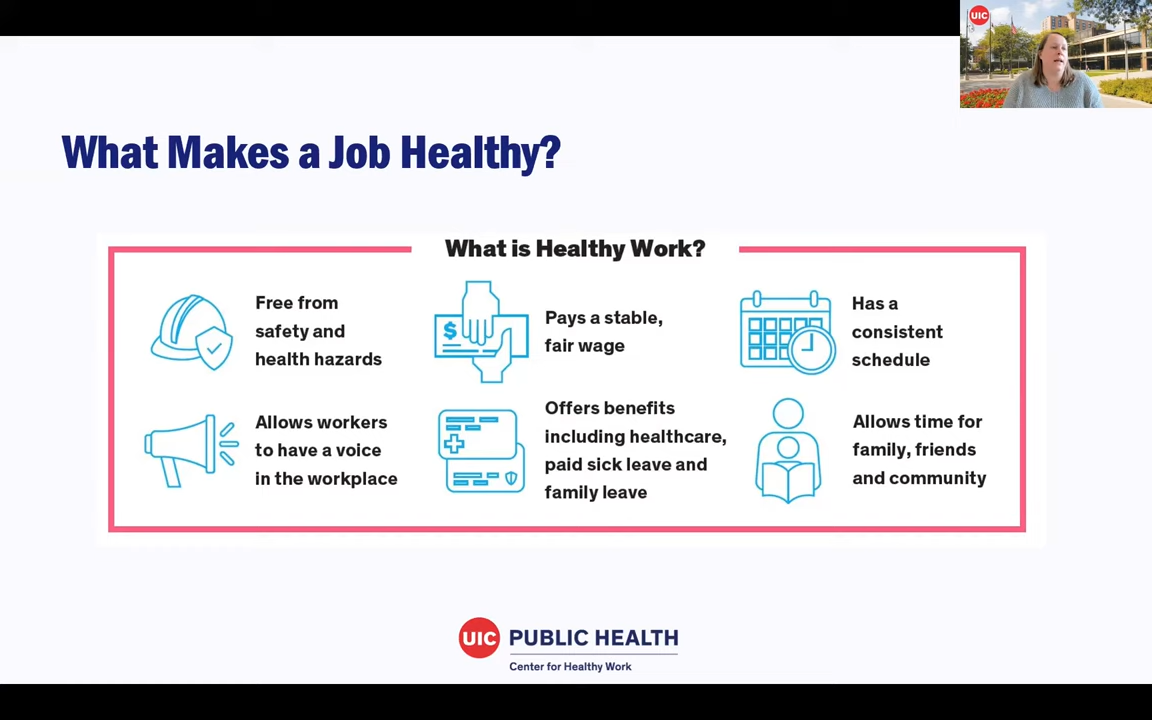 UIC
What Makes a Job Healthy?
What is Healthy Work?
Free from
safety and
health hazards
$
Pays a stable,
fair wage
Has a
consistent
schedule
Allows workers
to have a voice
in the workplace
Offers benefits
including healthcare,
paid sick leave and
family leave
Allows time for
family, friends
and community
UIC PUBLIC HEALTH
Center for Healthy Work